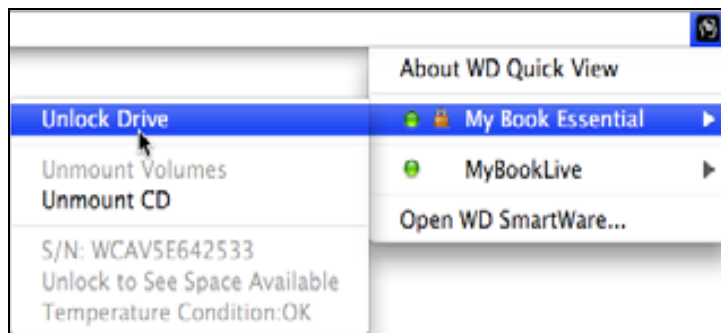 About WD Quick View
My Book Essential
MyBookLive
Open WD SmartWare...
Unlock Drive
Unmount Volumes
Unmount CD
S/N: WCAV5E642533
Unlock to See Space Available
Temperature Condition:OK